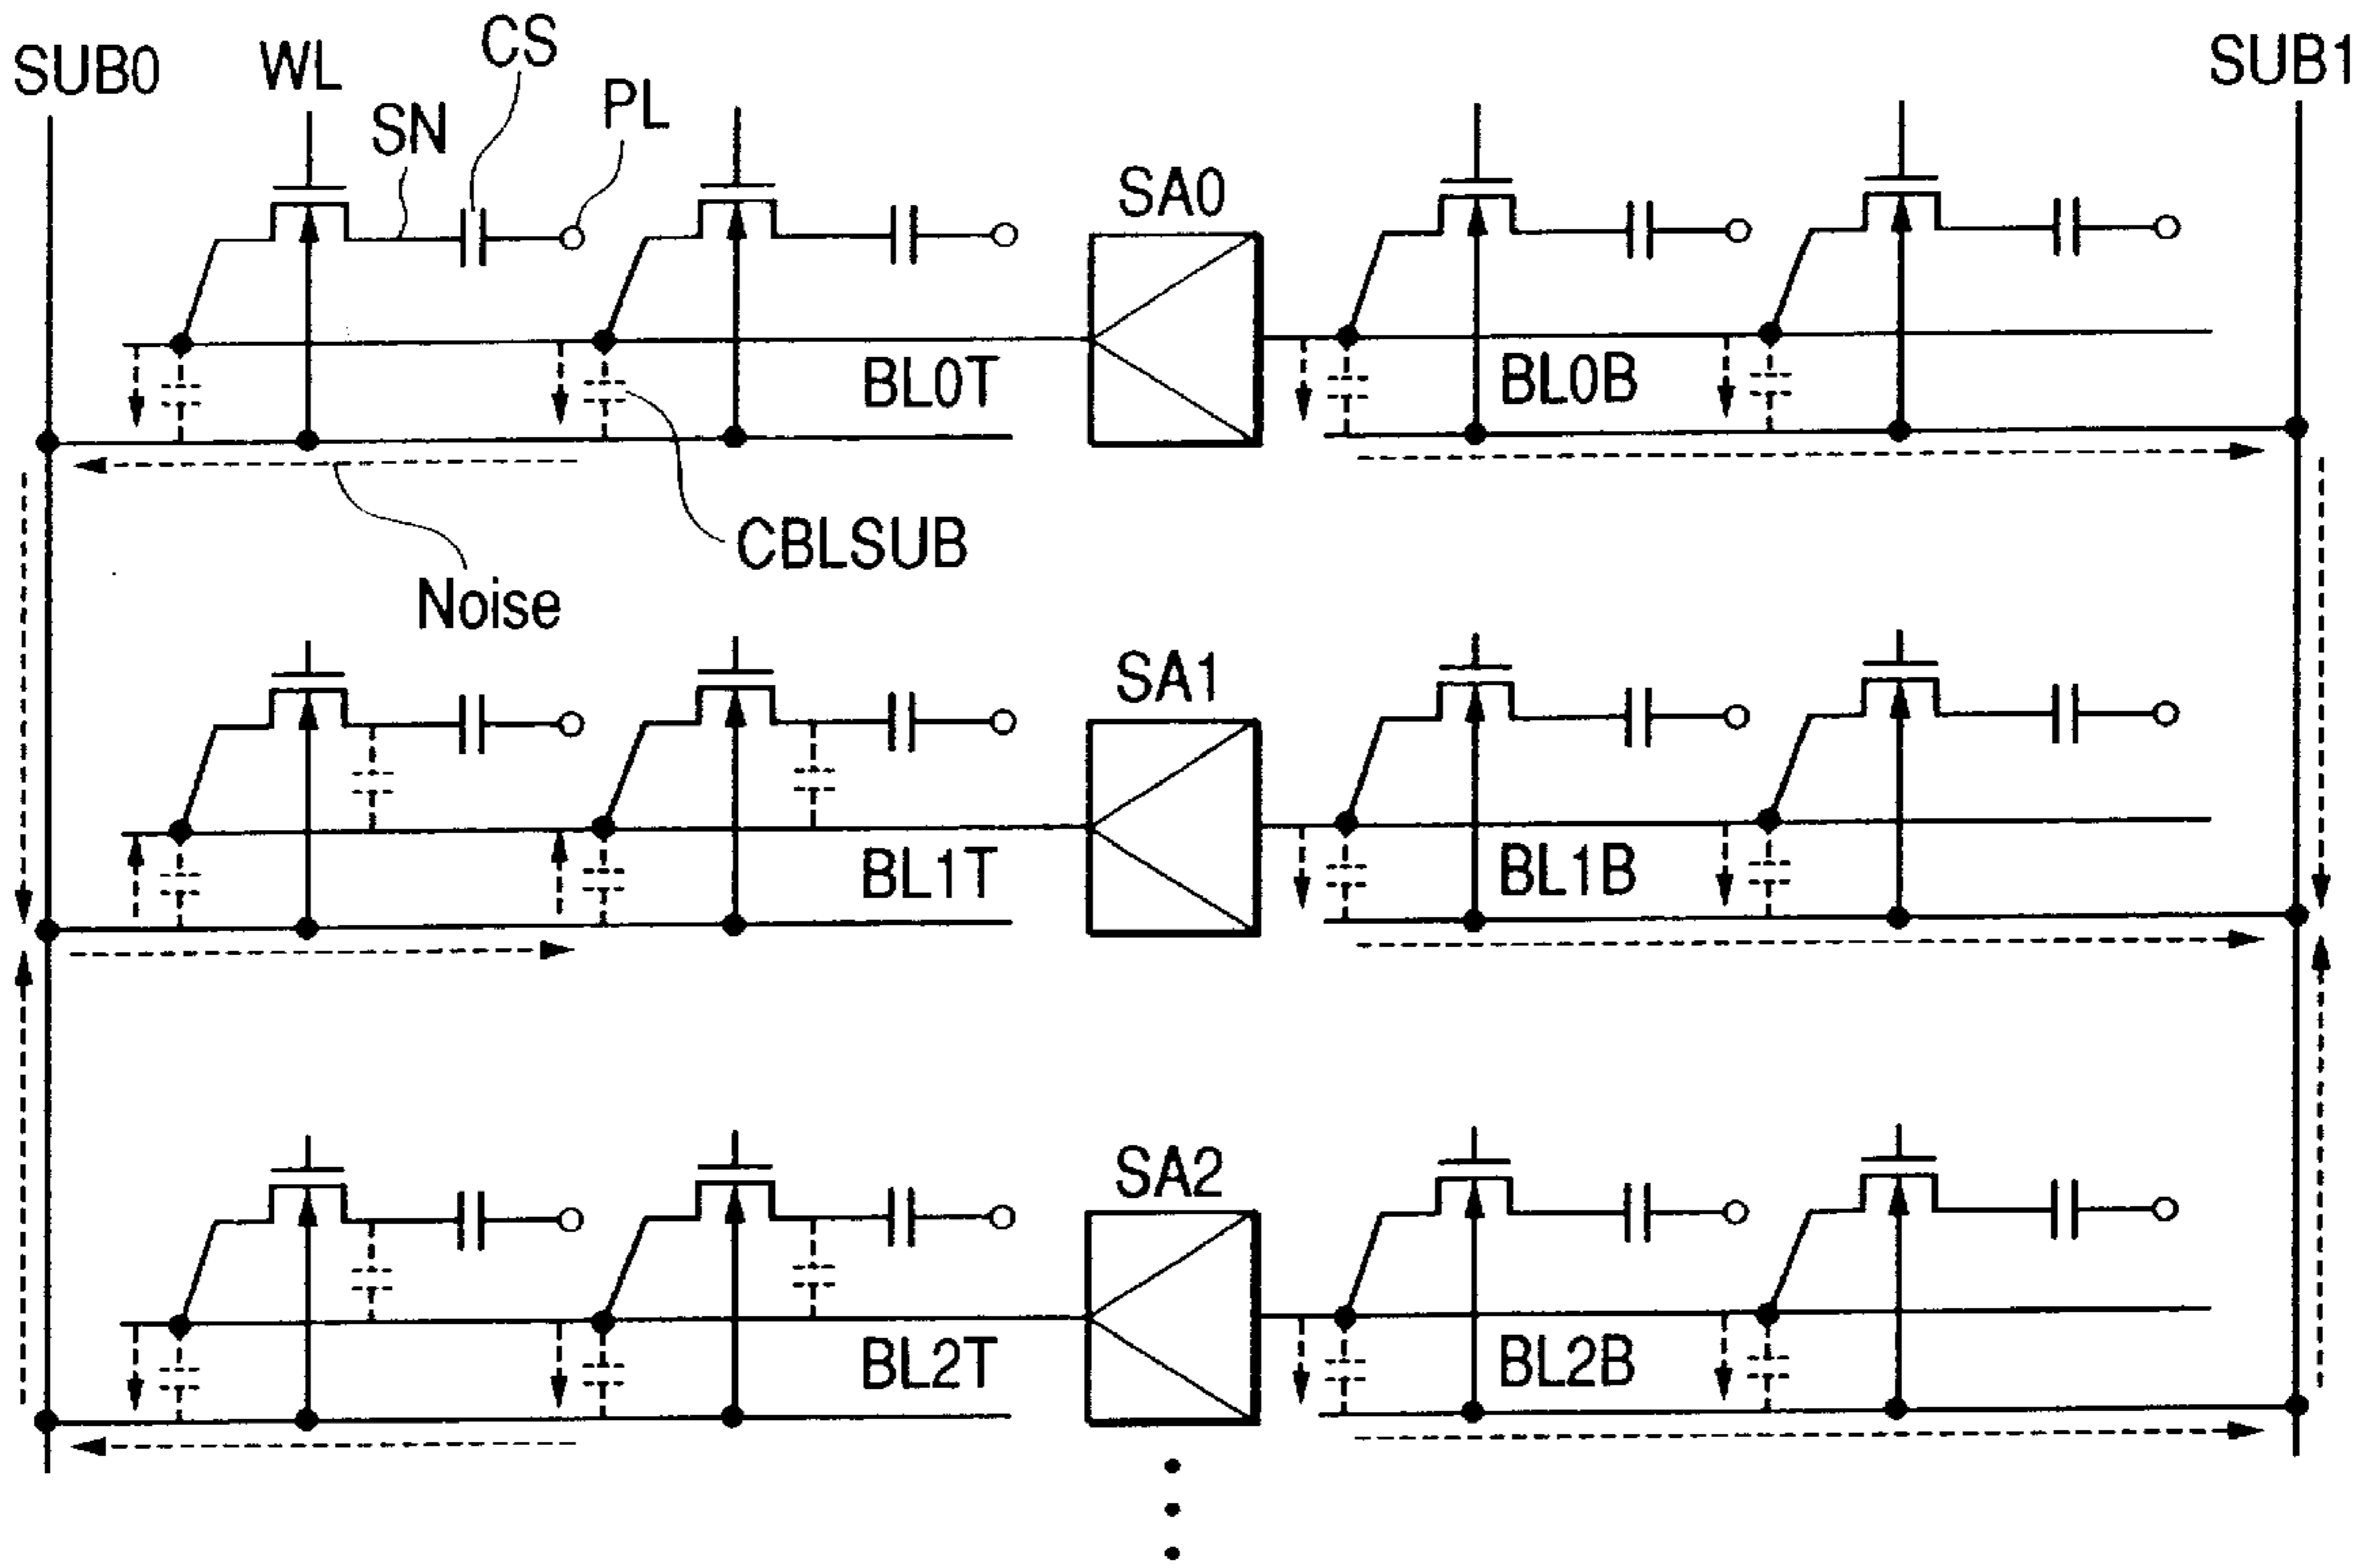 SUB0
WL
CS
SN
PL
SUB1
SA0
BL0T
BL0B
CBLSUB
Noise
SA1
BL1T
BL1B
SA2
BL2T
BL2B